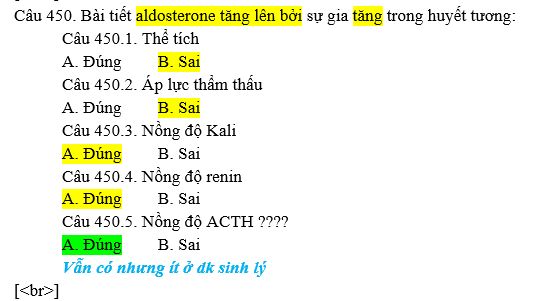 Câu 450. Bài tiết aldosterone tăng lên bởi sự gia tăng trong huyết tương:
Câu 450.1. Thể tích
A. Đúng B. Sai
Câu 450.2. Áp lực thẩm thấu
A. Đúng B. Sai
Câu 450.3. Nồng độ Kali
A. Đúng B. Sai
Câu 450.4. Nồng độ renin
A. Đúng B. Sai
Câu 450.5. Nồng độ ACTH ????
A. Đúng B. Sai
Vẫn có nhưng ít ở dk sinh lý
[<br>]